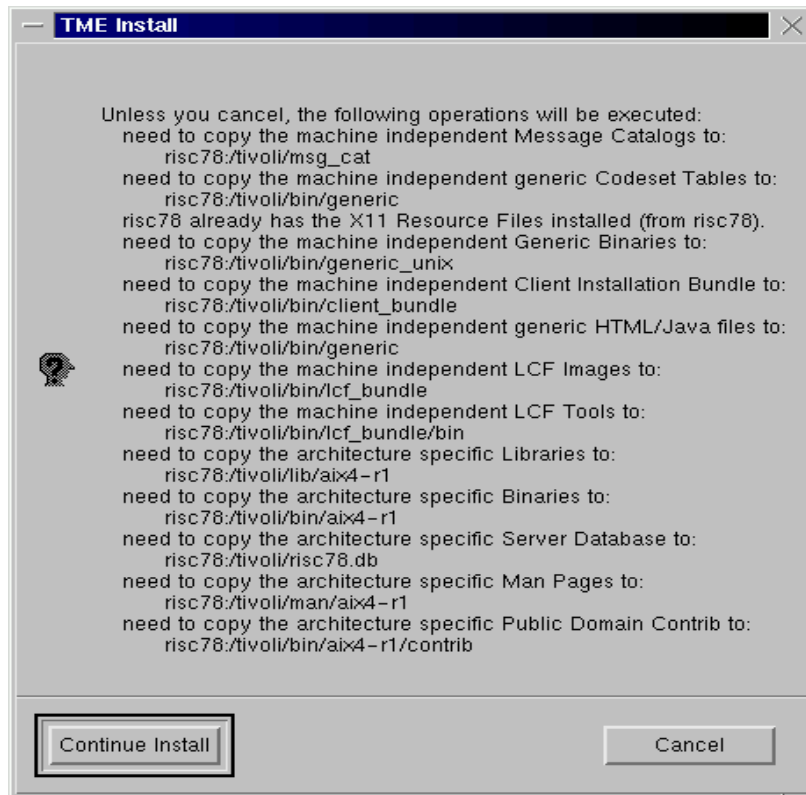 TME Install
Unless you cancel, the following operations will be executed:
need to copy the machine independent Message Catalogs to:
risc78:/tivoli/msg_cat
need to copy the machine independent generic Codeset Tables to:
risc78:/tivoli/bin/generic
risc78 already has the X11 Resource Files installed (from risc78).
need to copy the machine independent Generic Binaries to:
risc78:/tivoli/bin/generic_unix
need to copy the machine independent Client Installation Bundle to:
risc78:/tivoli/bin/client_bundle
need to copy the machine independent generic HTML/Java files to:
risc78:/tivoli/bin/generic
need to copy the machine independent LCF Images to:
risc78:/tivoli/bin/lcf_bundle
need to copy the machine independent LCF Tools to:
risc78:/tivoli/bin/lcf_bundle/bin
need to copy the architecture specific Libraries to:
risc78:/tivoli/lib/aix4-r1
need to copy the architecture specific Binaries to:
risc78:/tivoli/bin/aix4-r1
need to copy the architecture specific Server Database to:
risc78:/tivoli/risc78.db
need to copy the architecture specific Man Pages to:
risc78:/tivoli/man/aix4-r1
need to copy the architecture specific Public Domain Contrib to:
risc78:/tivoli/bin/aix4-r1/contrib
Continue Install
Cancel